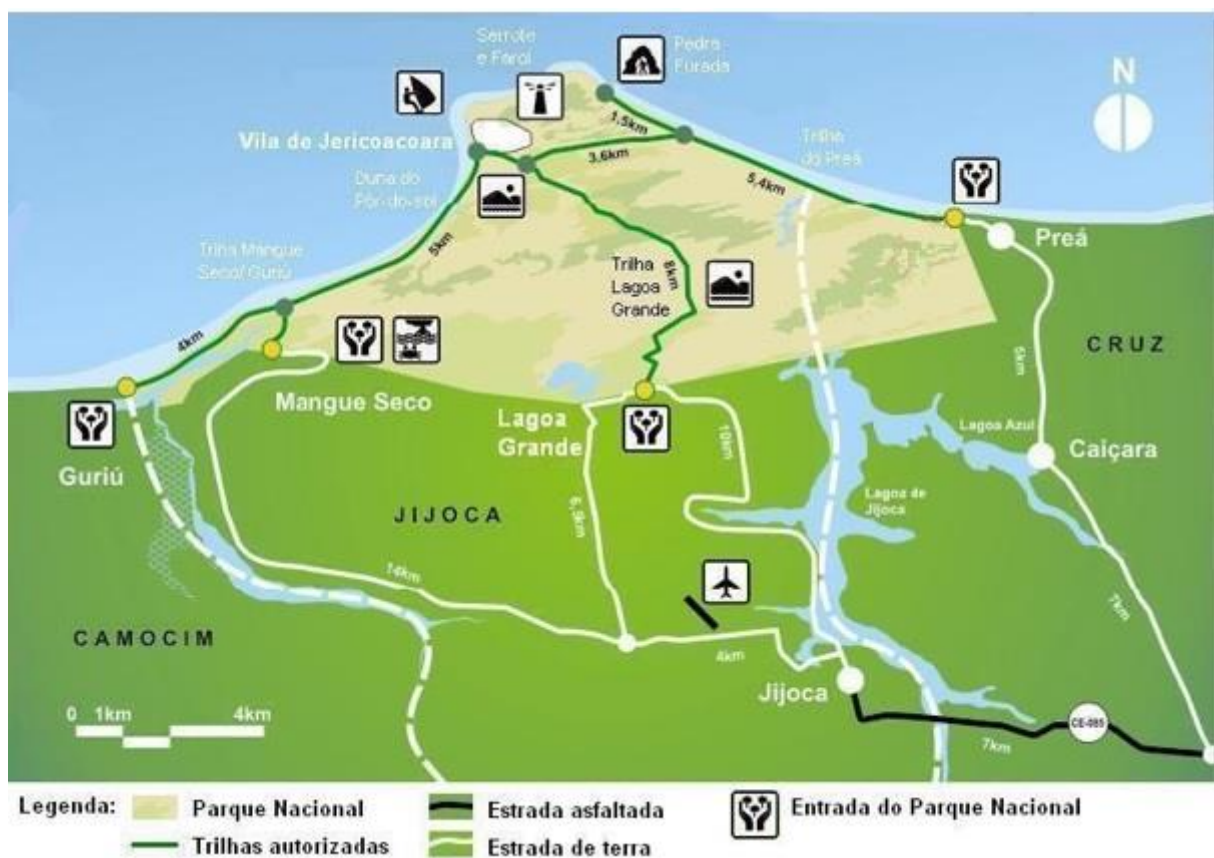 Serrote
e Farol
Pedra
Furada
N
1,5km
Vila de Jericoacoara
3,6km
Trilha
do Preá
Duna do
Pôr-do-sol
5,4km
Preá
Trilha Mangue
Seco/Guriú
5km
Trilha
Lagoa
Grande
8km
4km
CRUZ
6km
Mangue Seco
Lagoa
Grande
Guriú
10km
Lagoa Azul
Caiçara
Lagoa de
Jijoca
JIJOCA
6,5km
14km
7km
CAMOCIM
4km
Jijoca
0 1km 4km
CE-085
7km
Legenda:
Parque Nacional
Estrada asfaltada
Entrada do Parque Nacional
Trilhas autorizadas
Estrada de terra